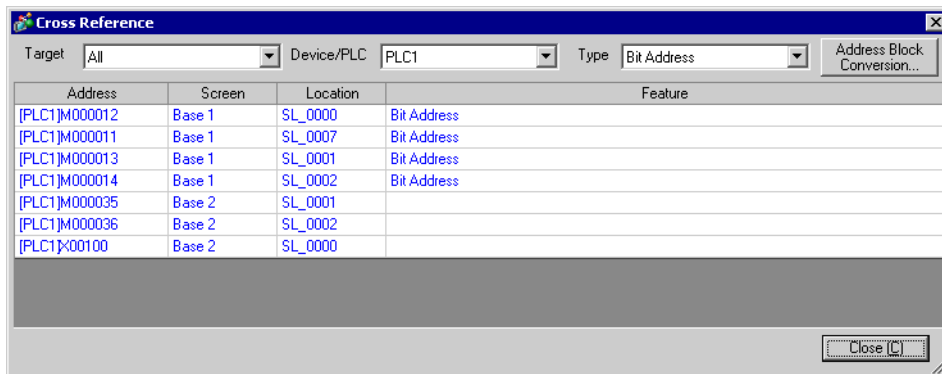 Cross Reference
Target All Device/PLC PLC1 Type Bit Address Address Block Conversion...
Address Screen Location Feature
[PLC1]M000012 Base 1 SL_0000 Bit Address
[PLC1]M000011 Base 1 SL_0007 Bit Address
[PLC1]M000013 Base 1 SL_0001 Bit Address
[PLC1]M000014 Base 1 SL_0002 Bit Address
[PLC1]M000035 Base 2 SL_0001
[PLC1]M000036 Base 2 SL_0002
[PLC1]X00100 Base 2 SL_0000
Close (C)